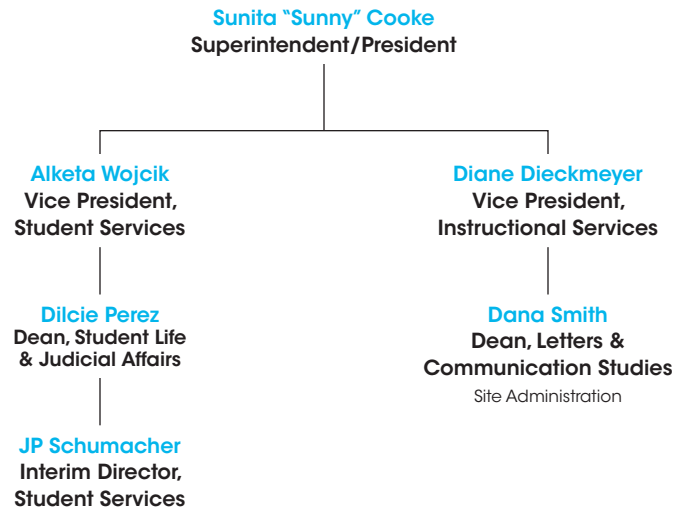 Sunita “Sunny” Cooke
Superintendent/President
Alketa Wojcik
Vice President,
Student Services
Diane Dieckmeyer
Vice President,
Instructional Services
Dilcie Perez
Dean, Student Life
& Judicial Affairs
Dana Smith
Dean, Letters &
Communication Studies
Site Administration
JP Schumacher
Interim Director,
Student Services